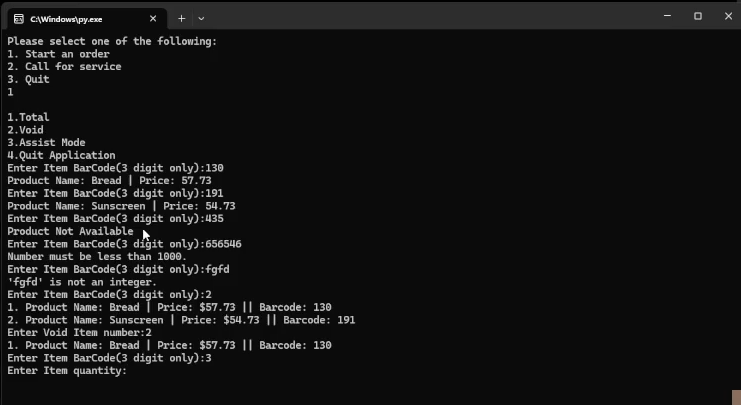 C:\Windows\py.exe
Please select one of the following:
1. Start an order
2. Call for service
3. Quit
1
1.Total
2.Void
3.Assist Mode
4.Quit Application
Enter Item BarCode(3 digit only):130
Product Name: Bread | Price: 57.73
Enter Item BarCode(3 digit only):191
Product Name: Sunscreen | Price: 54.73
Enter Item BarCode(3 digit only):435
Product Not Available
Enter Item BarCode(3 digit only):656546
Number must be less than 1000.
Enter Item BarCode(3 digit only):fgfd
'fgfd' is not an integer.
Enter Item BarCode(3 digit only):2
1. Product Name: Bread | Price: $57.73 || Barcode: 130
2. Product Name: Sunscreen | Price: $54.73 || Barcode: 191
Enter Void Item number:2
1. Product Name: Bread | Price: $57.73 || Barcode: 130
Enter Item BarCode(3 digit only):3
Enter Item quantity: